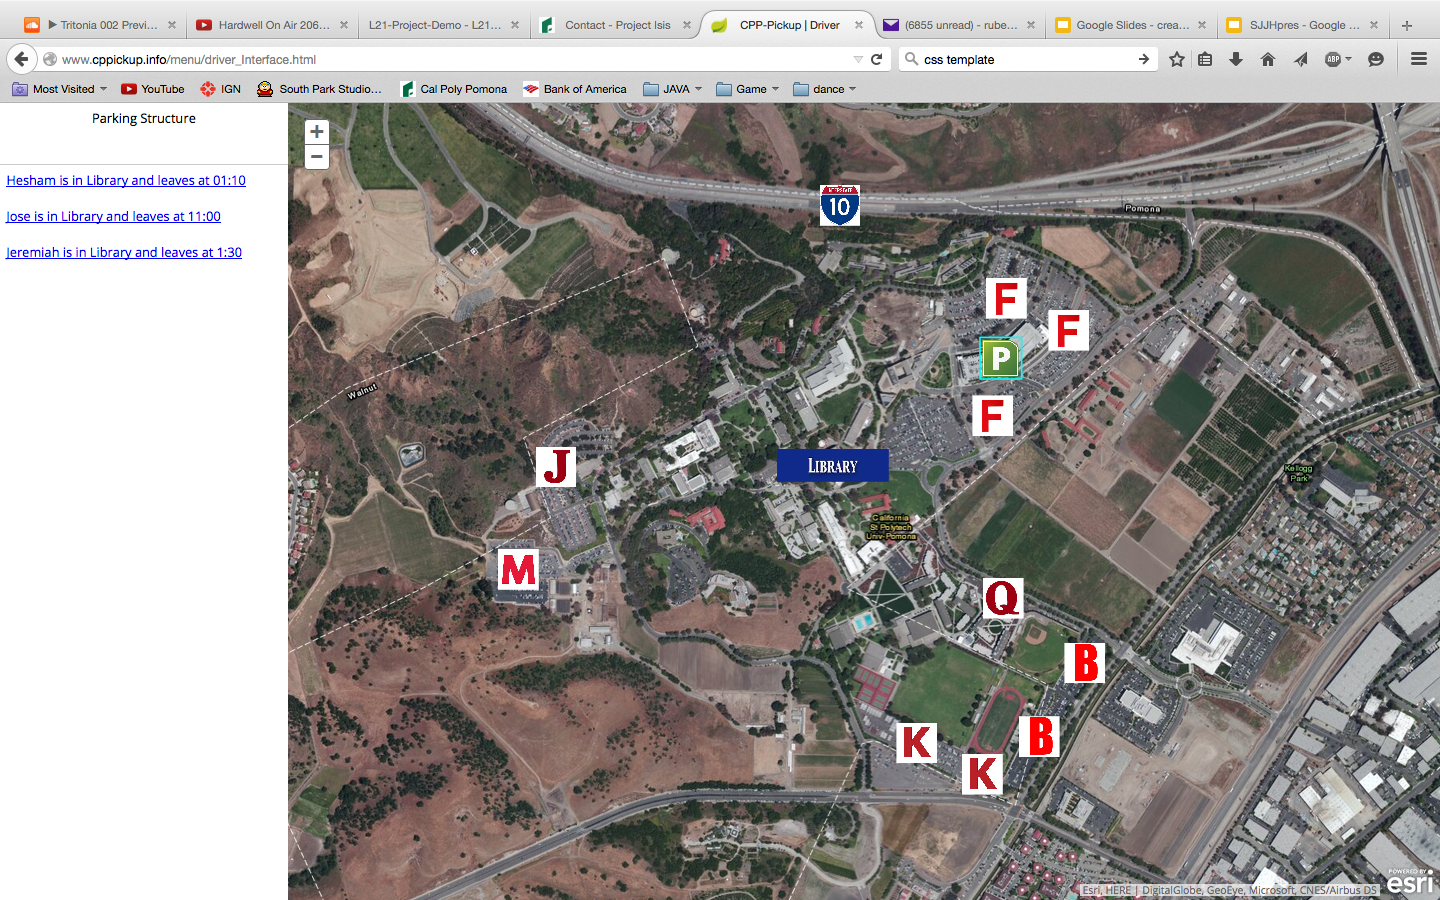 ▶ Tritonia 002 Previ...
Hardwell On Air 206...
L21-Project-Demo - L21...
Contact - Project Isis
CPP-Pickup | Driver
(6855 unread) - rube...
Google Slides - crea...
SJJHpres - Google ...
www.cppickup.info/menu/driver_Interface.html
css template
ABP
Most Visited
YouTube
IGN
South Park Studio...
Cal Poly Pomona
Bank of America
JAVA
Game
dance
Parking Structure
Hesham is in Library and leaves at 01:10
Jose is in Library and leaves at 11:00
Jeremiah is in Library and leaves at 1:30
+
−
INTERSTATE
10
Pomona
F
F
P
F
Walnut
J
LIBRARY
Kellogg
Park
California
St Polytech
Univ-Pomona
M
Q
B
B
K
K
POWERED BY
esri
Esri, HERE | DigitalGlobe, GeoEye, Microsoft, CNES/Airbus DS